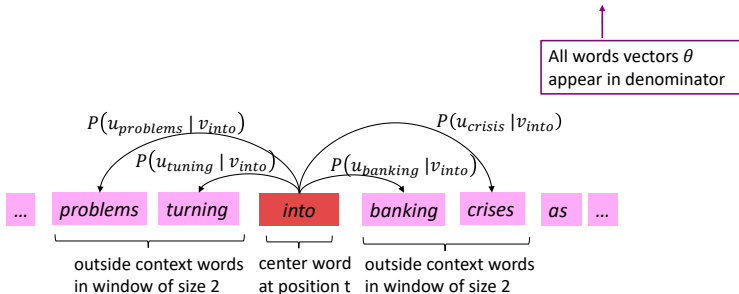 All words vectors θ
appear in denominator
P(u_problems | v_into)
P(u_crisis | v_into)
P(u_tuning | v_into)
P(u_banking | v_into)
... problems turning into banking crises as ...
outside context words
in window of size 2
center word
at position t
outside context words
in window of size 2